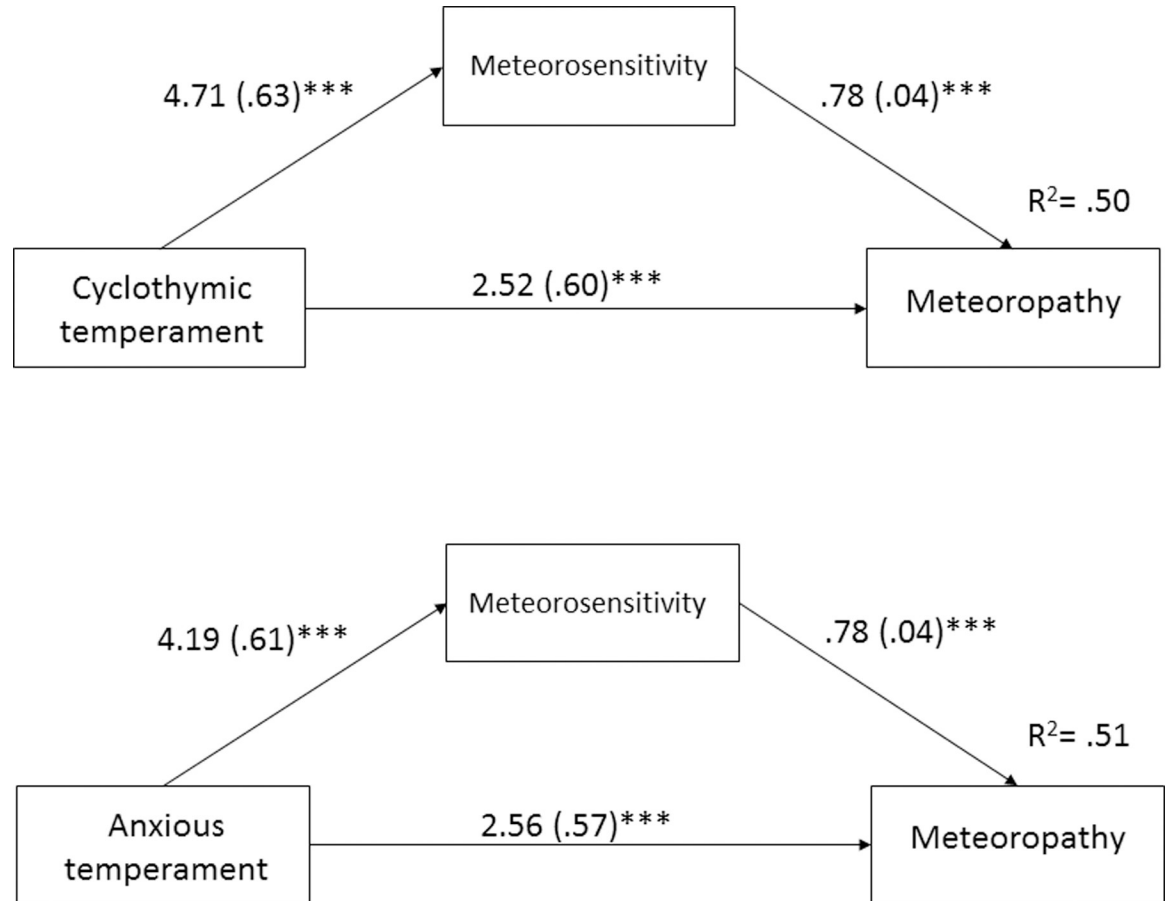 Meteorosensitivity
4.71 (.63)***
.78 (.04)***
R²= .50
Cyclothymic
temperament
2.52 (.60)***
Meteoropathy
Meteorosensitivity
4.19 (.61)***
.78 (.04)***
R²= .51
Anxious
temperament
2.56 (.57)***
Meteoropathy